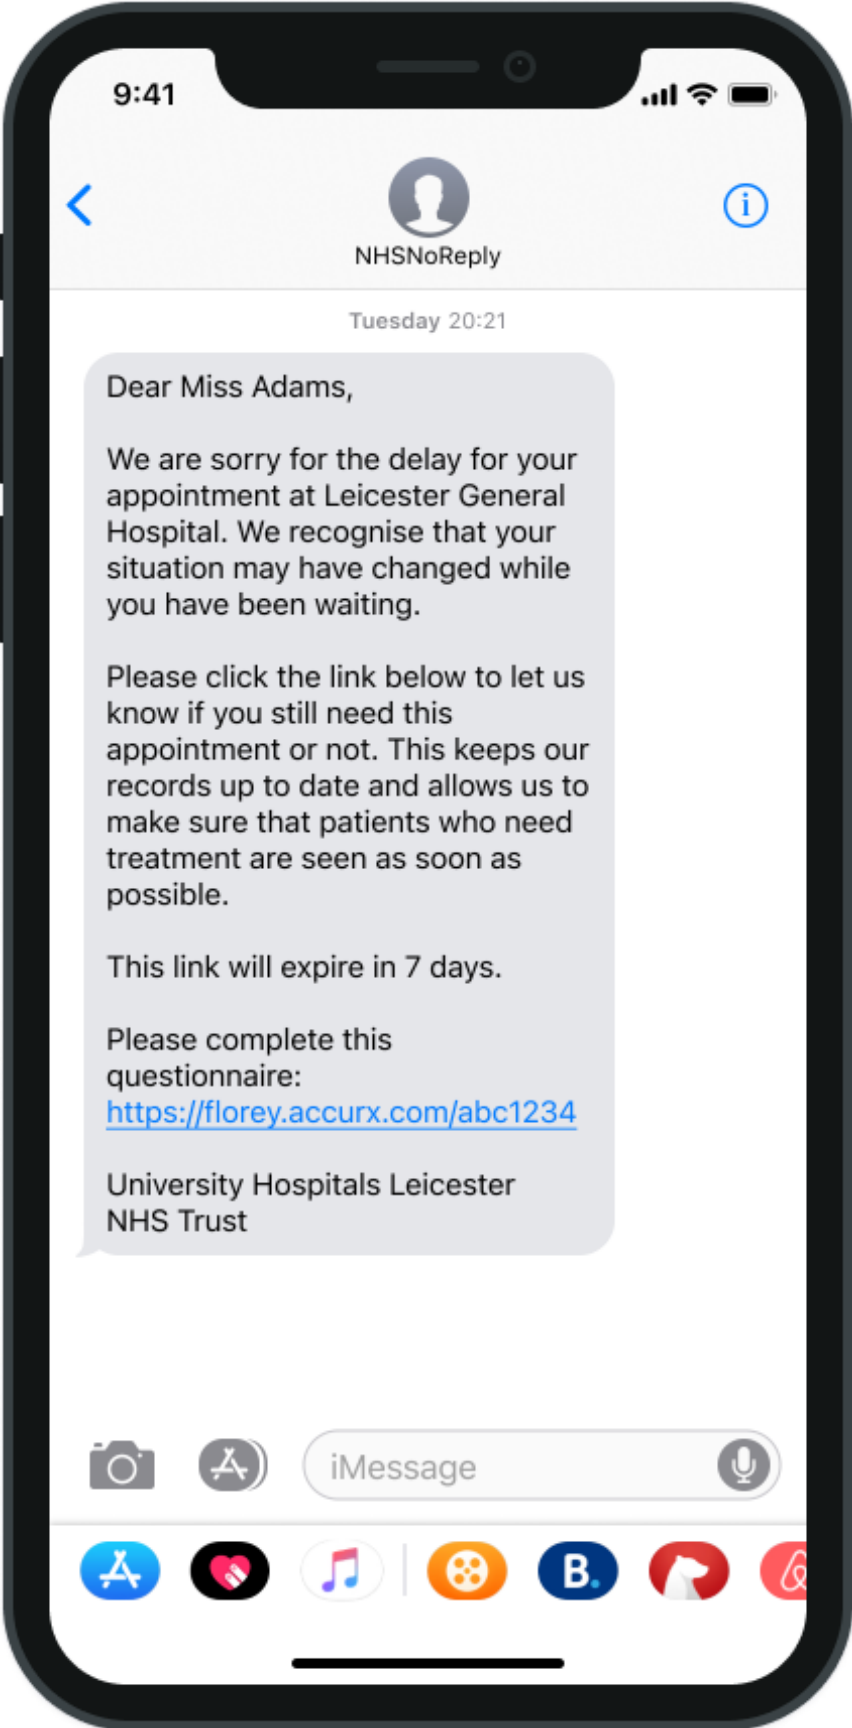 9:41
NHSNoReply
Tuesday 20:21
Dear Miss Adams,
We are sorry for the delay for your
appointment at Leicester General
Hospital. We recognise that your
situation may have changed while
you have been waiting.
Please click the link below to let us
know if you still need this
appointment or not. This keeps our
records up to date and allows us to
make sure that patients who need
treatment are seen as soon as
possible.
This link will expire in 7 days.
Please complete this
questionnaire:
https://florey.accurx.com/abc1234
University Hospitals Leicester
NHS Trust
iMessage
B.